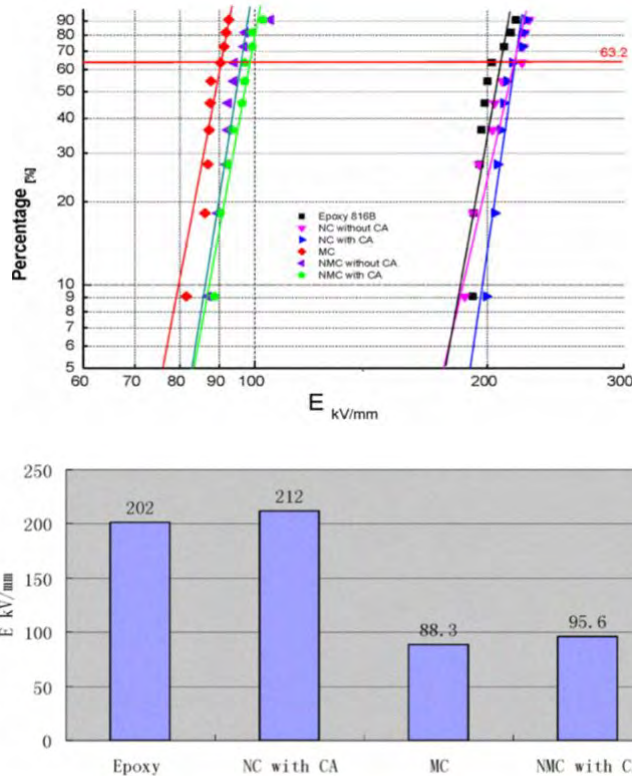 90
80
70
60
50
40
30
20
10
9
8
7
6
5
Percentage [%]
63.2
Epoxy 816B
NC without CA
NC with CA
MC
NMC without CA
NMC with CA
60 70 80 90 100 200 300
E kV/mm
250
200
150
100
50
0
E kV/mm
202
212
88.3
95.6
Epoxy NC with CA MC NMC with C